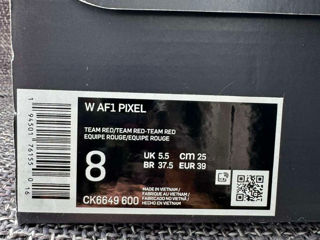 W AF1 PIXEL
TEAM RED/TEAM RED-TEAM RED
EQUIPE ROUGE/EQUIPE ROUGE
8
UK 5.5 cm 25
BR 37.5 EUR 39
CK6649 600
MADE IN VIETNAM /
FABRIQUÉ AU VIETNAM /
FABRICADO NO VIETNÃ /
HECHO EN VIETNAM